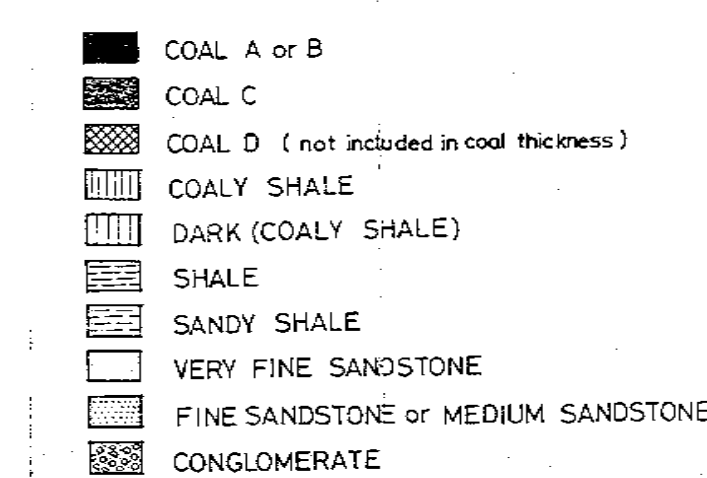 COAL A or B
COAL C
COAL D ( not included in coal thickness )
COALY SHALE
DARK (COALY SHALE)
SHALE
SANDY SHALE
VERY FINE SANDSTONE
FINE SANDSTONE or MEDIUM SANDSTONE
CONGLOMERATE